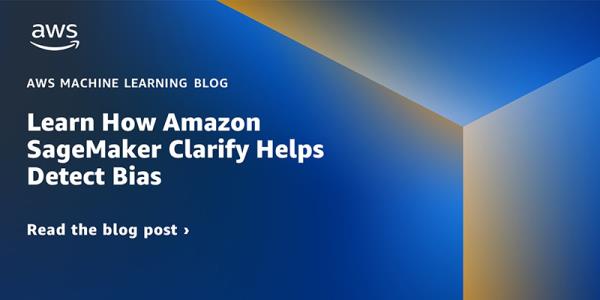 aws
AWS MACHINE LEARNING BLOG
Learn How Amazon
SageMaker Clarify Helps
Detect Bias
Read the blog post ›